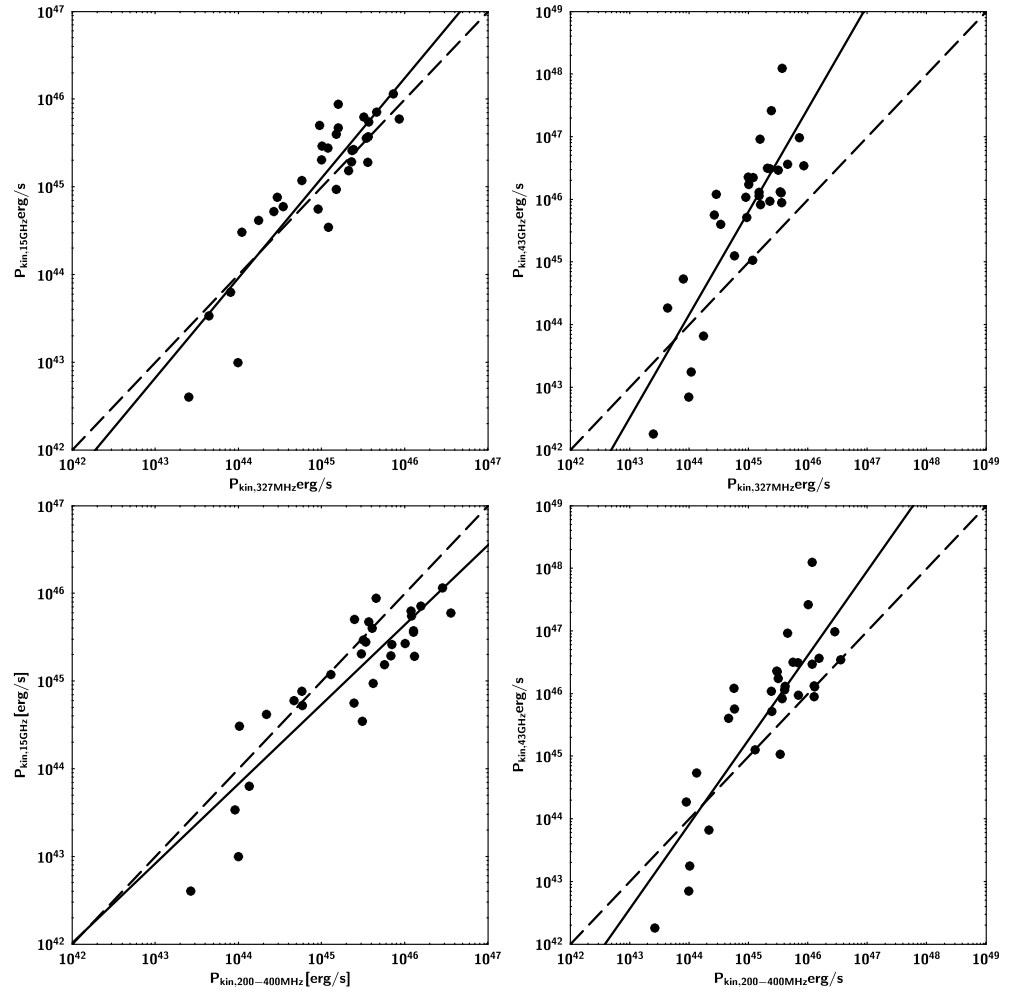 10^47
10^46
10^45
10^44
10^43
10^42
P_kin,15GHz erg/s
10^42 10^43 10^44 10^45 10^46 10^47
P_kin,327MHz erg/s
10^49
10^48
10^47
10^46
10^45
10^44
10^43
10^42
P_kin,43GHz erg/s
10^42 10^43 10^44 10^45 10^46 10^47 10^48 10^49
P_kin,327MHz erg/s
10^47
10^46
10^45
10^44
10^43
10^42
P_kin,15GHz [erg/s]
10^42 10^43 10^44 10^45 10^46 10^47
P_kin,200−400MHz [erg/s]
10^49
10^48
10^47
10^46
10^45
10^44
10^43
10^42
P_kin,43GHz erg/s
10^42 10^43 10^44 10^45 10^46 10^47 10^48 10^49
P_kin,200−400MHz erg/s